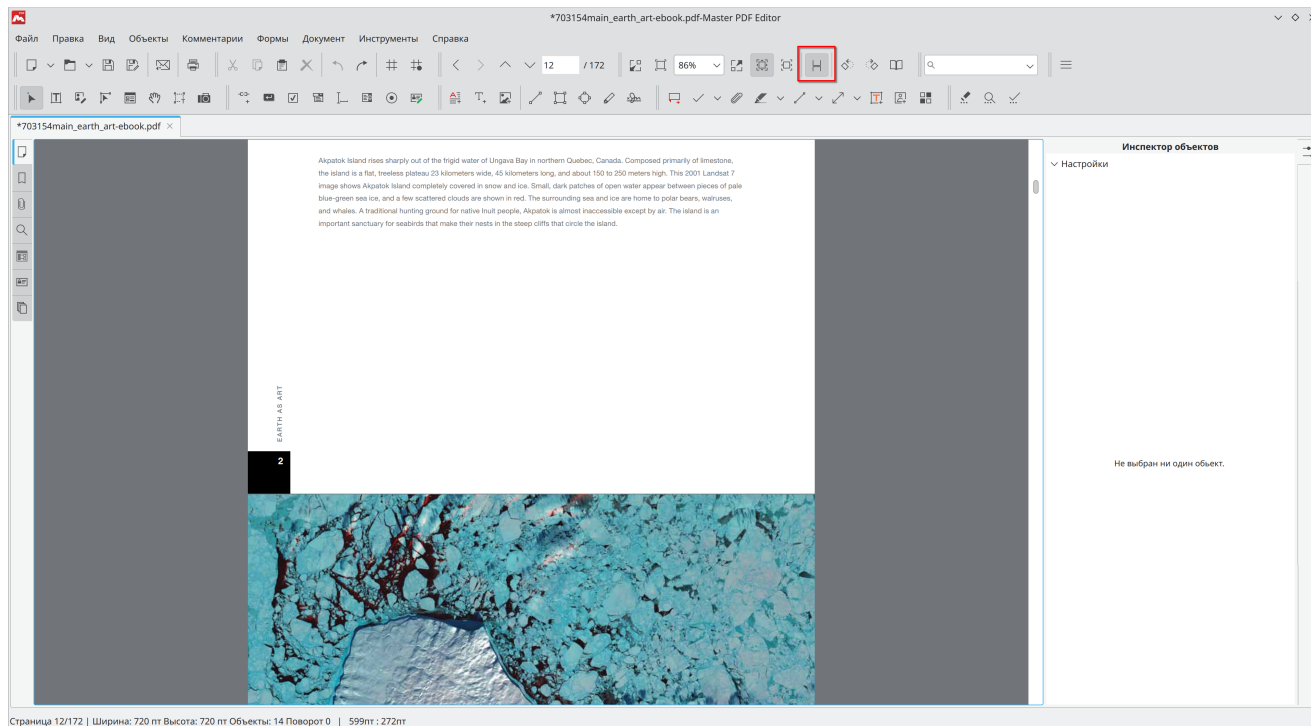 *703154main_earth_art-ebook.pdf-Master PDF Editor
Файл Правка Вид Объекты Комментарии Формы Документ Инструменты Справка
12 / 172 86%
*703154main_earth_art-ebook.pdf
Инспектор объектов
Настройки
Akpatok Island rises sharply out of the frigid water of Ungava Bay in northern Quebec, Canada. Composed primarily of limestone,
the island is a flat, treeless plateau 23 kilometers wide, 45 kilometers long, and about 150 to 250 meters high. This 2001 Landsat 7
image shows Akpatok Island completely covered in snow and ice. Small, dark patches of open water appear between pieces of pale
blue-green sea ice, and a few scattered clouds are shown in red. The surrounding sea and ice are home to polar bears, walruses,
and whales. A traditional hunting ground for native Inuit people, Akpatok is almost inaccessible except by air. The island is an
important sanctuary for seabirds that make their nests in the steep cliffs that circle the island.
EARTH AS ART
2
Не выбран ни один обьект.
Страница 12/172 | Ширина: 720 пт Высота: 720 пт Объекты: 14 Поворот 0 | 599пт : 272пт